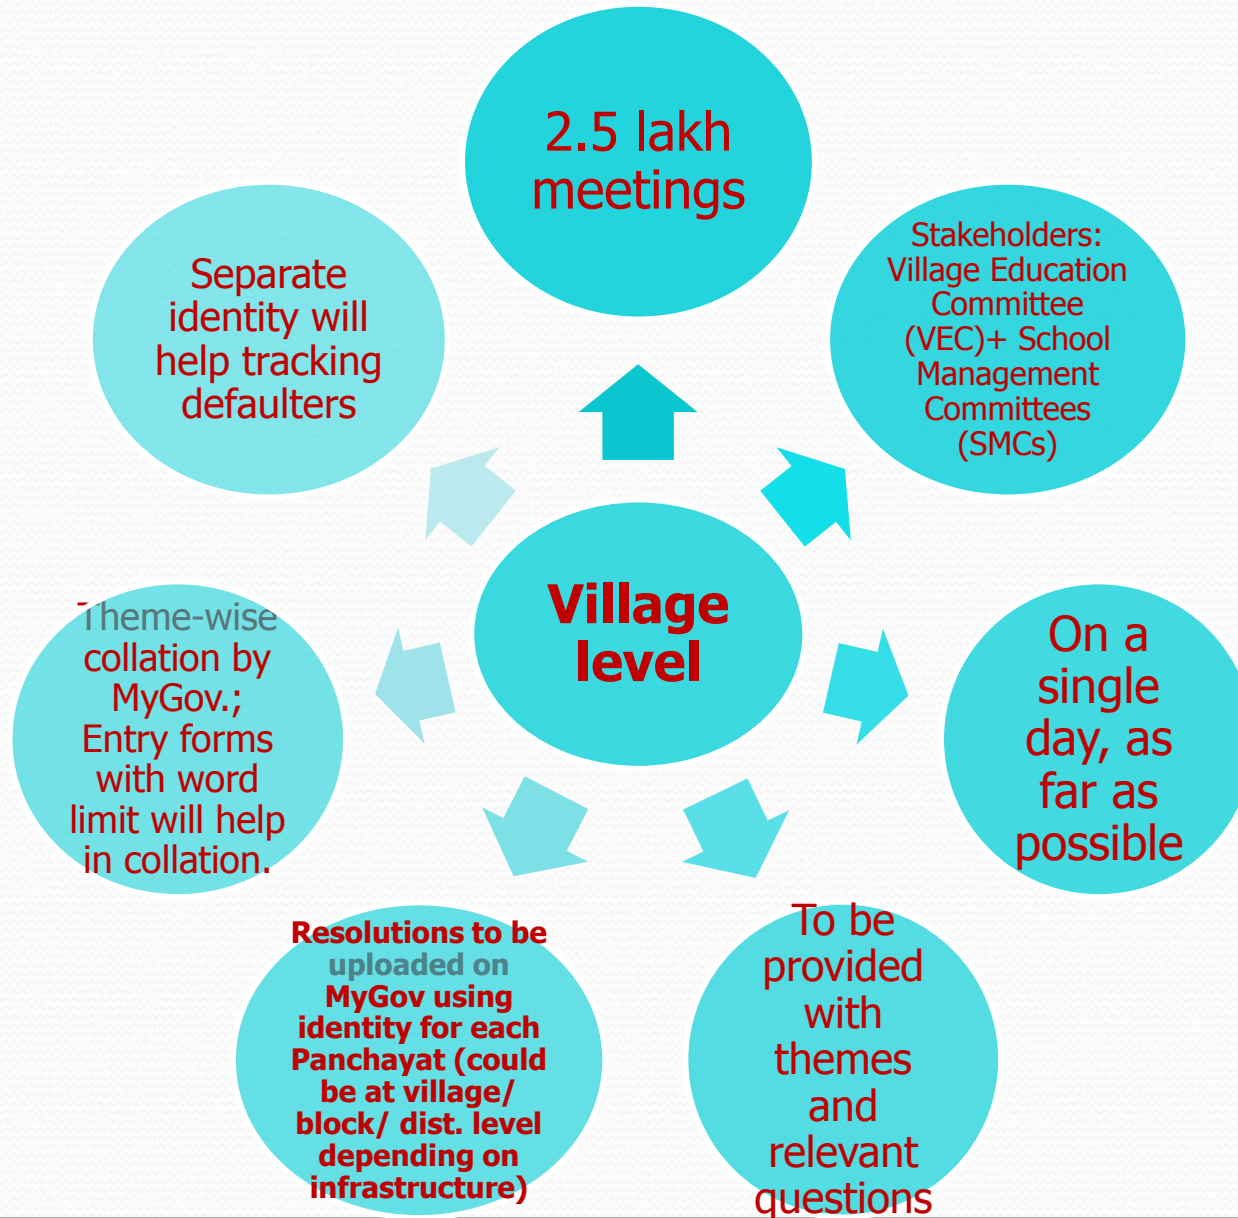 2.5 lakh
meetings
Stakeholders:
Village Education
Committee
(VEC)+ School
Management
Committees
(SMCs)
On a
single
day, as
far as
possible
To be
provided
with
themes
and
relevant
questions
Resolutions to be
uploaded on
MyGov using
identity for each
Panchayat (could
be at village/
block/ dist. level
depending on
infrastructure)
Theme-wise
collation by
MyGov.;
Entry forms
with word
limit will help
in collation.
Separate
identity will
help tracking
defaulters
Village
level